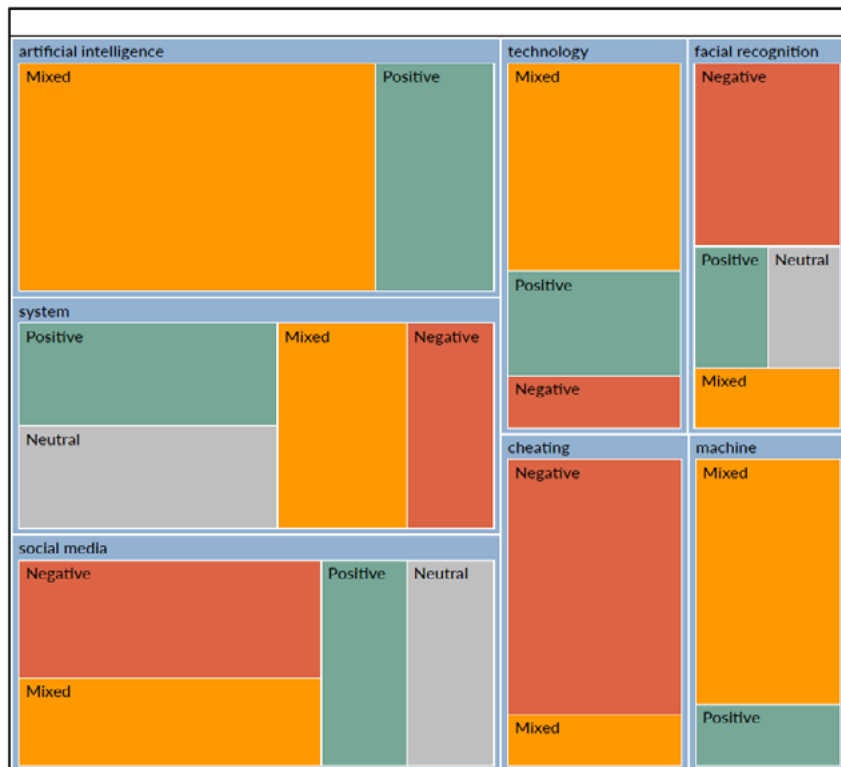 artificial intelligence
Mixed
Positive
system
Positive
Neutral
Mixed
Negative
social media
Negative
Mixed
Positive
Neutral
technology
Mixed
Positive
Negative
facial recognition
Negative
Positive
Neutral
Mixed
cheating
Negative
Mixed
machine
Mixed
Positive